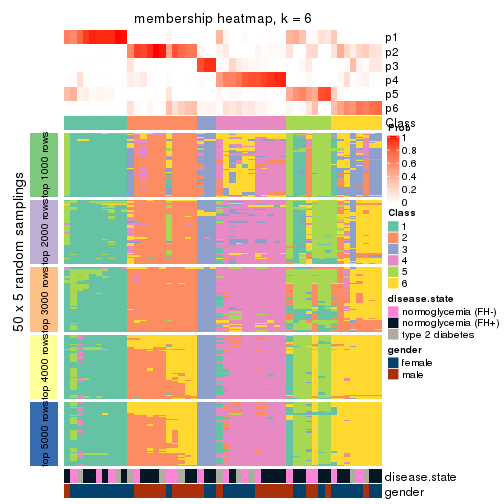 membership heatmap, k = 6
p1
p2
p3
p4
p5
p6
Class
Prob
1
0.8
0.6
0.4
0.2
0
Class
1
2
3
4
5
6
disease.state
normoglycemia (FH-)
normoglycemia (FH+)
type 2 diabetes
gender
female
male
50 x 5 random samplings
top 1000 rows
top 2000 rows
top 3000 rows
top 4000 rows
top 5000 rows
disease.state
gender